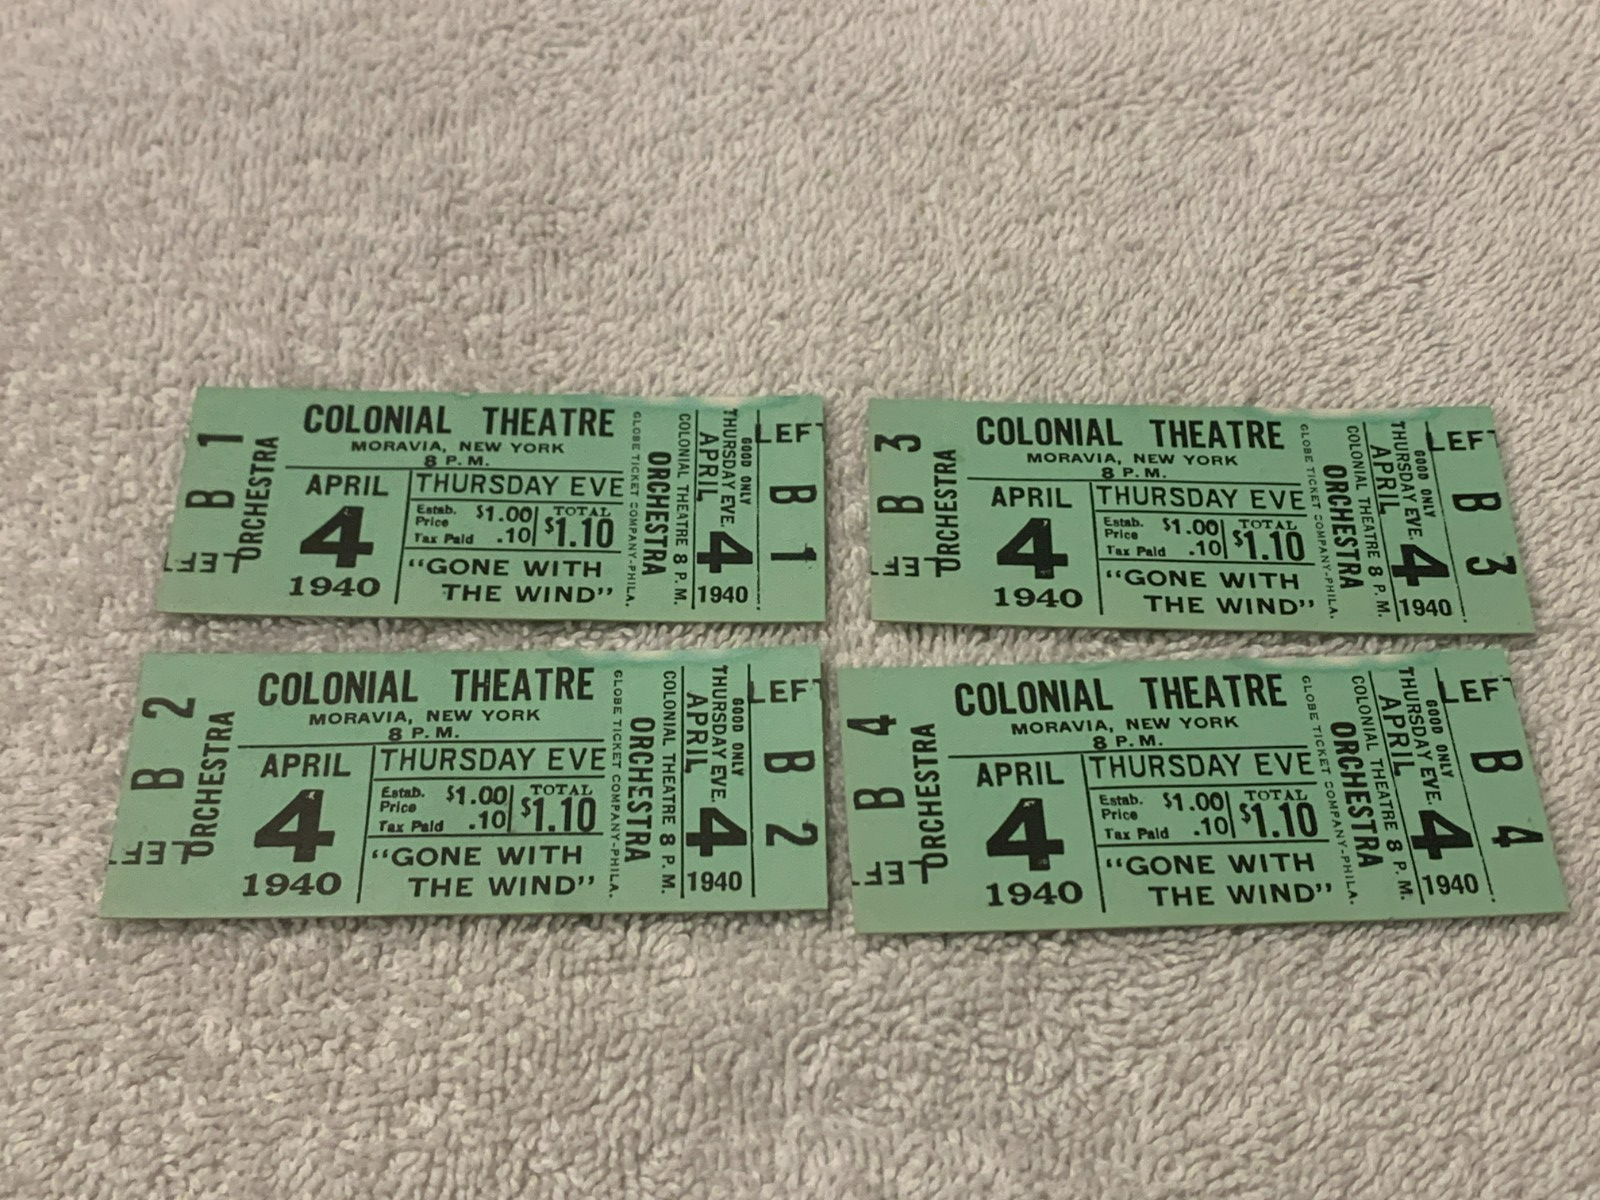 B 1
ORCHESTRA
LEFT
COLONIAL THEATRE
MORAVIA, NEW YORK
8 P.M.
APRIL
4
1940
THURSDAY EVE
Estab. Price $1.00
Tax Paid .10
TOTAL
$1.10
"GONE WITH
THE WIND"
GLOBE TICKET COMPANY-PHILA.
ORCHESTRA
COLONIAL THEATRE 8 P.M.
THURSDAY EVE.
APRIL
4
1940
GOOD ONLY
LEFT
B 1
B 3
ORCHESTRA
LEFT
COLONIAL THEATRE
MORAVIA, NEW YORK
8 P.M.
APRIL
4
1940
THURSDAY EVE
Estab. Price $1.00
Tax Paid .10
TOTAL
$1.10
"GONE WITH
THE WIND"
GLOBE TICKET COMPANY-PHILA.
ORCHESTRA
COLONIAL THEATRE 8 P.M.
THURSDAY EVE.
APRIL
4
1940
GOOD ONLY
LEFT
B 3
B 2
ORCHESTRA
LEFT
COLONIAL THEATRE
MORAVIA, NEW YORK
8 P.M.
APRIL
4
1940
THURSDAY EVE
Estab. Price $1.00
Tax Paid .10
TOTAL
$1.10
"GONE WITH
THE WIND"
GLOBE TICKET COMPANY-PHILA.
ORCHESTRA
COLONIAL THEATRE 8 P.M.
THURSDAY EVE.
APRIL
4
1940
GOOD ONLY
LEFT
B 2
B 4
ORCHESTRA
LEFT
COLONIAL THEATRE
MORAVIA, NEW YORK
8 P.M.
APRIL
4
1940
THURSDAY EVE
Estab. Price $1.00
Tax Paid .10
TOTAL
$1.10
"GONE WITH
THE WIND"
GLOBE TICKET COMPANY-PHILA.
ORCHESTRA
COLONIAL THEATRE 8 P.M.
THURSDAY EVE.
APRIL
4
1940
GOOD ONLY
LEFT
B 4